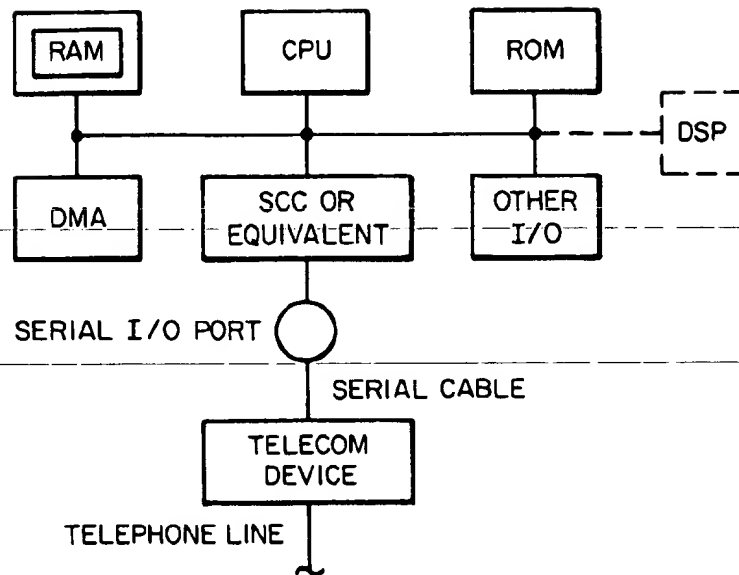 RAM
CPU
ROM
DSP
DMA
SCC OR
EQUIVALENT
OTHER
I/O
SERIAL I/O PORT
SERIAL CABLE
TELECOM
DEVICE
TELEPHONE LINE